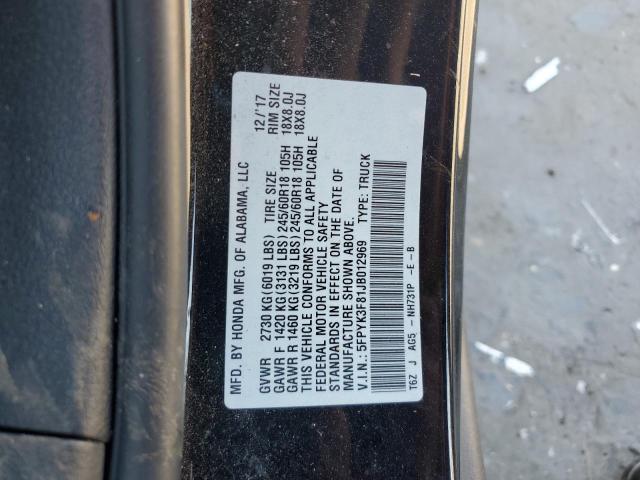 MFD. BY HONDA MFG. OF ALABAMA, LLC 12/'17
GVWR 2730 KG(6019 LBS) TIRE SIZE RIM SIZE
GAWR F 1420 KG(3131 LBS)245/60R18 105H 18X8.0J
GAWR R 1460 KG(3219 LBS)245/60R18 105H 18X8.0J
THIS VEHICLE CONFORMS TO ALL APPLICABLE
FEDERAL MOTOR VEHICLE SAFETY
STANDARDS IN EFFECT ON THE DATE OF
MANUFACTURE SHOWN ABOVE.
V.I.N.: 5FPYK3F81JB012969 TYPE: TRUCK
T6Z J AG5 - NH731P -E-B